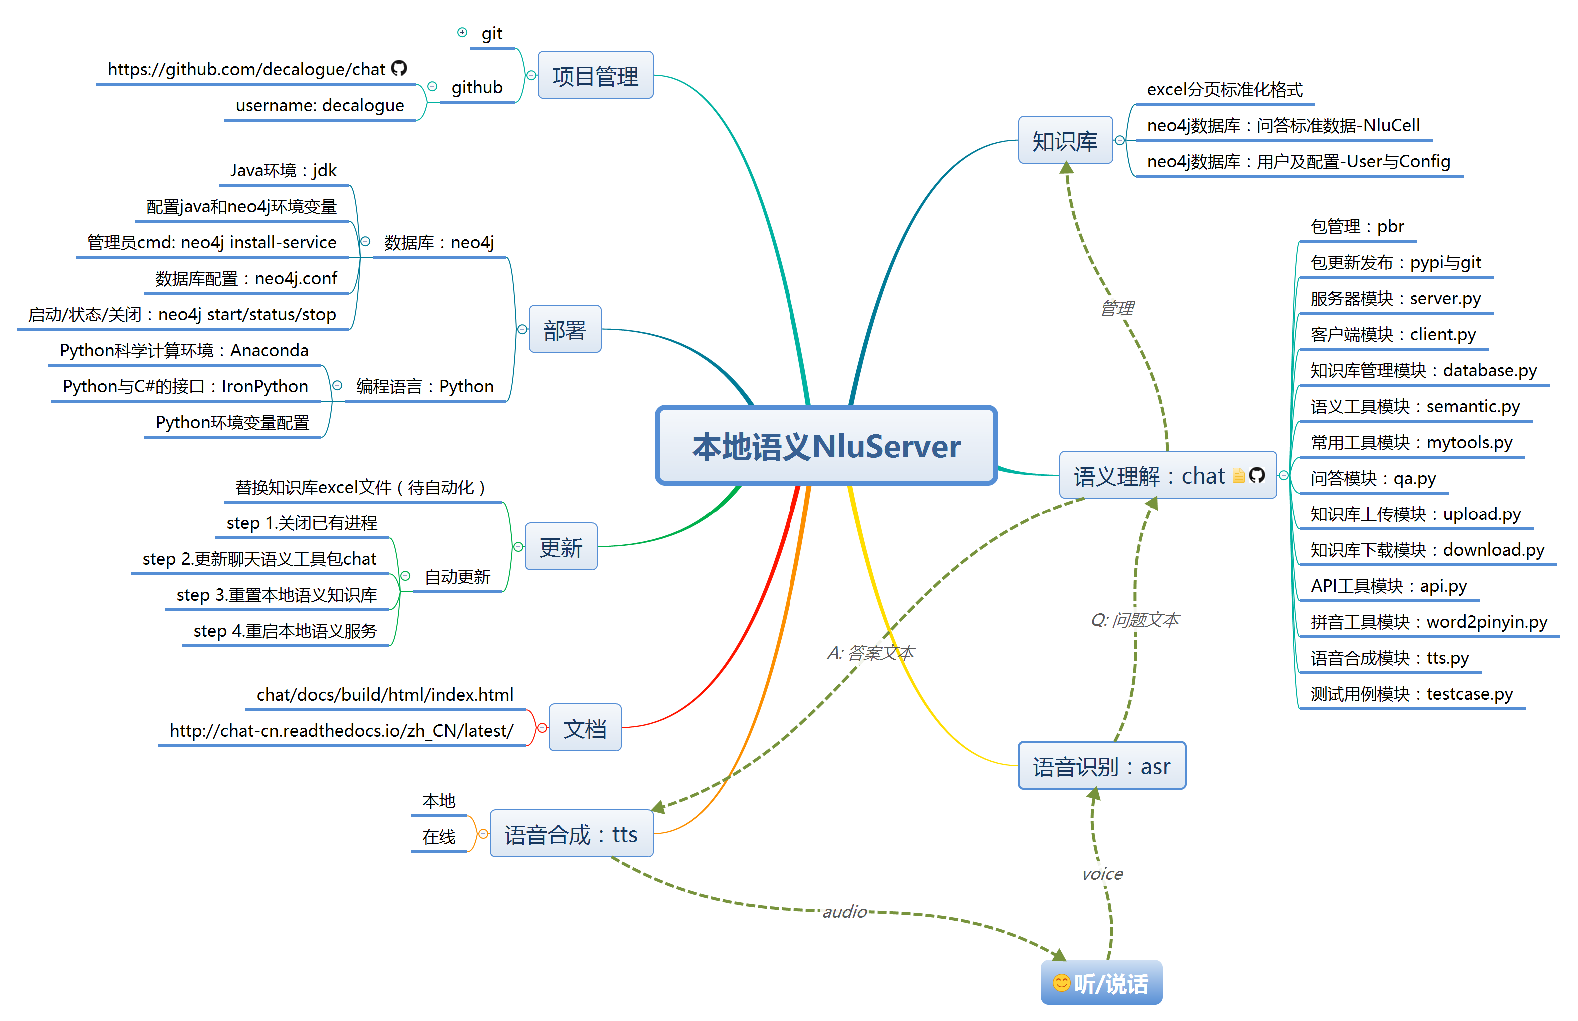 本地语义NluServer
项目管理
git
github
https://github.com/decalogue/chat
username: decalogue
部署
数据库：neo4j
Java环境：jdk
配置java和neo4j环境变量
管理员cmd: neo4j install-service
数据库配置：neo4j.conf
启动/状态/关闭：neo4j start/status/stop
编程语言：Python
Python科学计算环境：Anaconda
Python与C#的接口：IronPython
Python环境变量配置
更新
替换知识库excel文件（待自动化）
自动更新
step 1.关闭已有进程
step 2.更新聊天语义工具包chat
step 3.重置本地语义知识库
step 4.重启本地语义服务
文档
chat/docs/build/html/index.html
http://chat-cn.readthedocs.io/zh_CN/latest/
语音合成：tts
本地
在线
知识库
excel分页标准化格式
neo4j数据库：问答标准数据-NluCell
neo4j数据库：用户及配置-User与Config
管理
语义理解：chat
包管理：pbr
包更新发布：pypi与git
服务器模块：server.py
客户端模块：client.py
知识库管理模块：database.py
语义工具模块：semantic.py
常用工具模块：mytools.py
问答模块：qa.py
知识库上传模块：upload.py
知识库下载模块：download.py
API工具模块：api.py
拼音工具模块：word2pinyin.py
语音合成模块：tts.py
测试用例模块：testcase.py
Q: 问题文本
A: 答案文本
语音识别：asr
voice
audio
听/说话